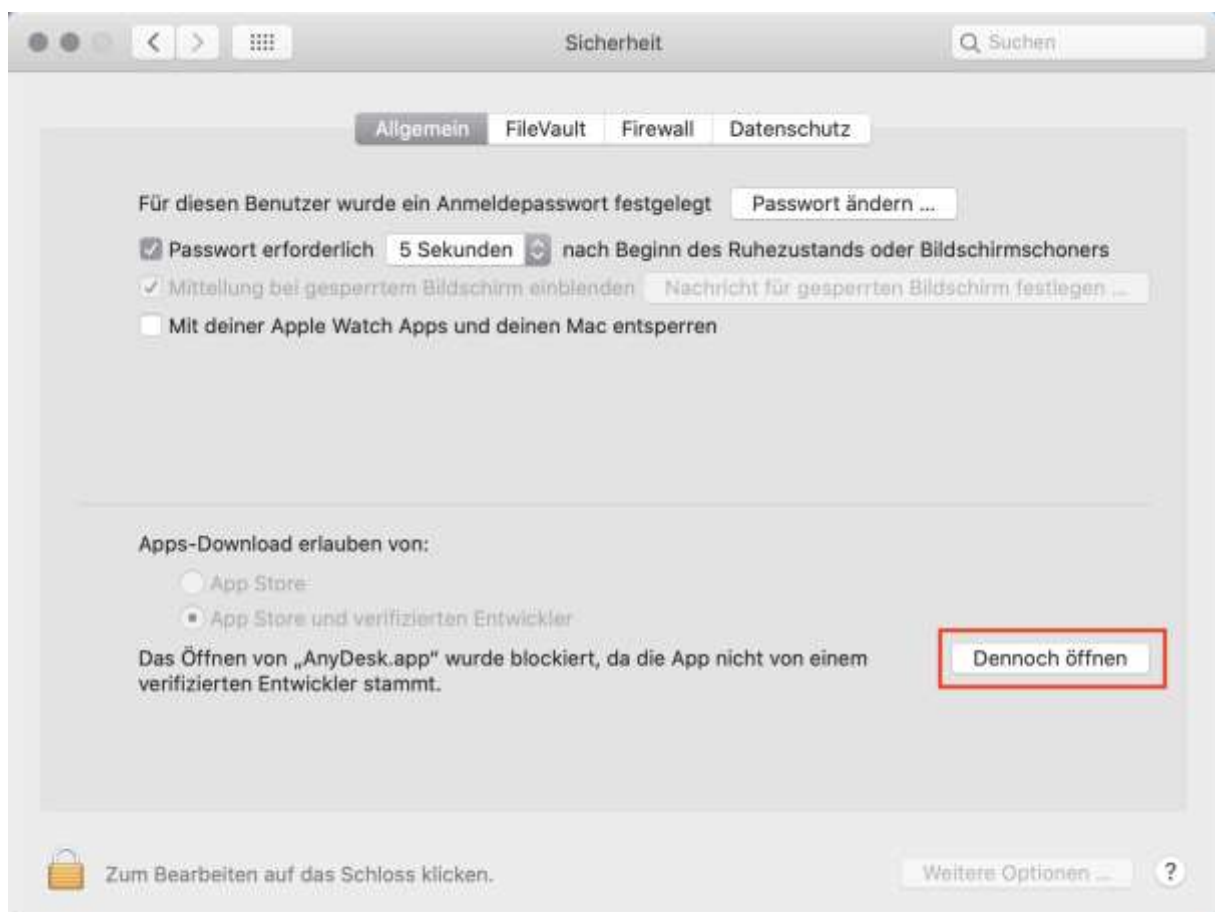 Sicherheit
Suchen
Allgemein FileVault Firewall Datenschutz
Für diesen Benutzer wurde ein Anmeldepasswort festgelegt Passwort ändern ...
Passwort erforderlich 5 Sekunden nach Beginn des Ruhezustands oder Bildschirmschoners
Mitteilung bei gesperrtem Bildschirm einblenden Nachricht für gesperrten Bildschirm festlegen ...
Mit deiner Apple Watch Apps und deinen Mac entsperren
Apps-Download erlauben von:
App Store
App Store und verifizierten Entwickler
Das Öffnen von „AnyDesk.app“ wurde blockiert, da die App nicht von einem
verifizierten Entwickler stammt.
Dennoch öffnen
Zum Bearbeiten auf das Schloss klicken.
Weitere Optionen ... ?